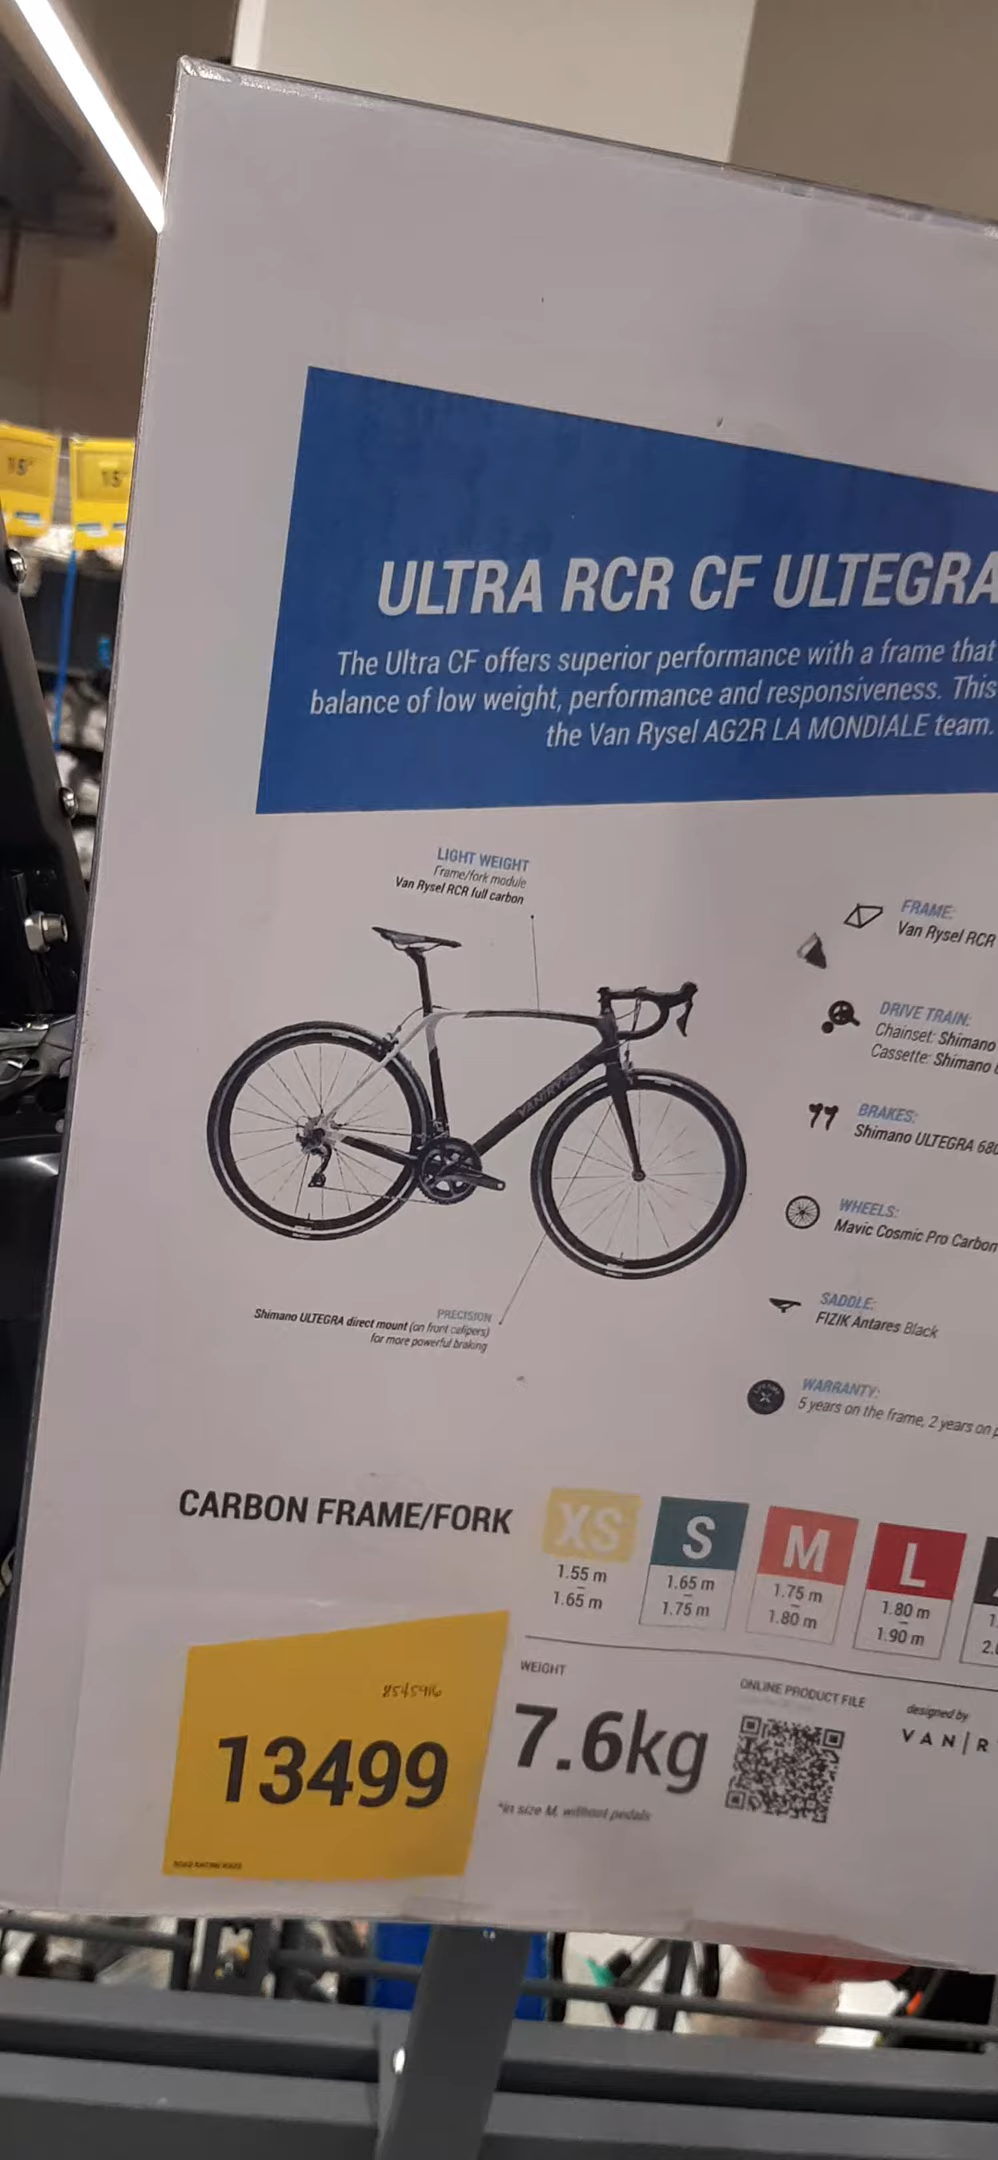 15
15
ULTRA RCR CF ULTEGRA
The Ultra CF offers superior performance with a frame that
balance of low weight, performance and responsiveness. This
the Van Rysel AG2R LA MONDIALE team.
LIGHT WEIGHT
Frame/fork module
Van Rysel RCR full carbon
VAN RYSEL
PRECISION
Shimano ULTEGRA direct mount (on front calipers)
for more powerful braking
FRAME:
Van Rysel RCR
DRIVE TRAIN:
Chainset: Shimano
Cassette: Shimano
BRAKES:
Shimano ULTEGRA 680
WHEELS:
Mavic Cosmic Pro Carbon
SADDLE:
FIZIK Antares Black
WARRANTY:
5 years on the frame, 2 years on p
CARBON FRAME/FORK
XS S M L
1.55 m 1.65 m 1.75 m 1.80 m
1.65 m 1.75 m 1.80 m 1.90 m
8545916
13499
WEIGHT
7.6kg
*in size M, without pedals
ONLINE PRODUCT FILE
designed by
VAN|R